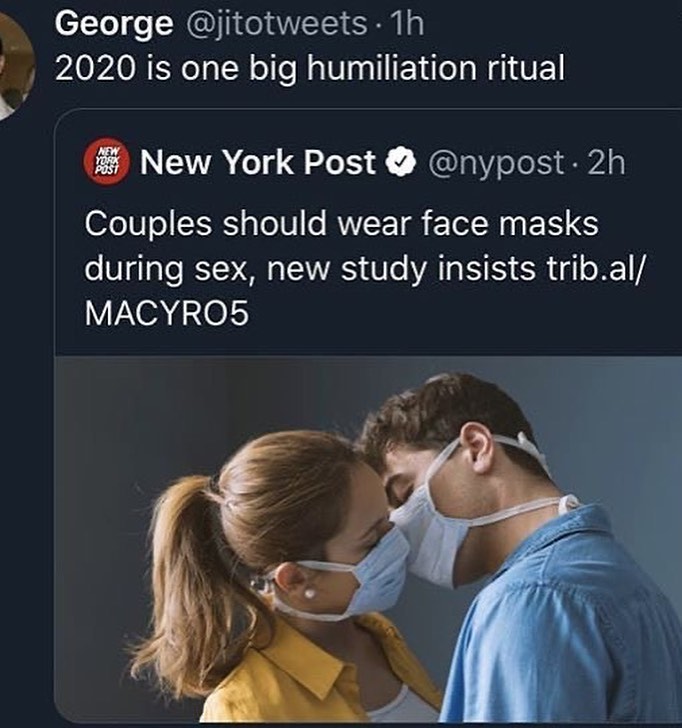 George @jitotweets · 1h
2020 is one big humiliation ritual
NEW
YORK
POST
New York Post @nypost · 2h
Couples should wear face masks
during sex, new study insists trib.al/
MACYRO5